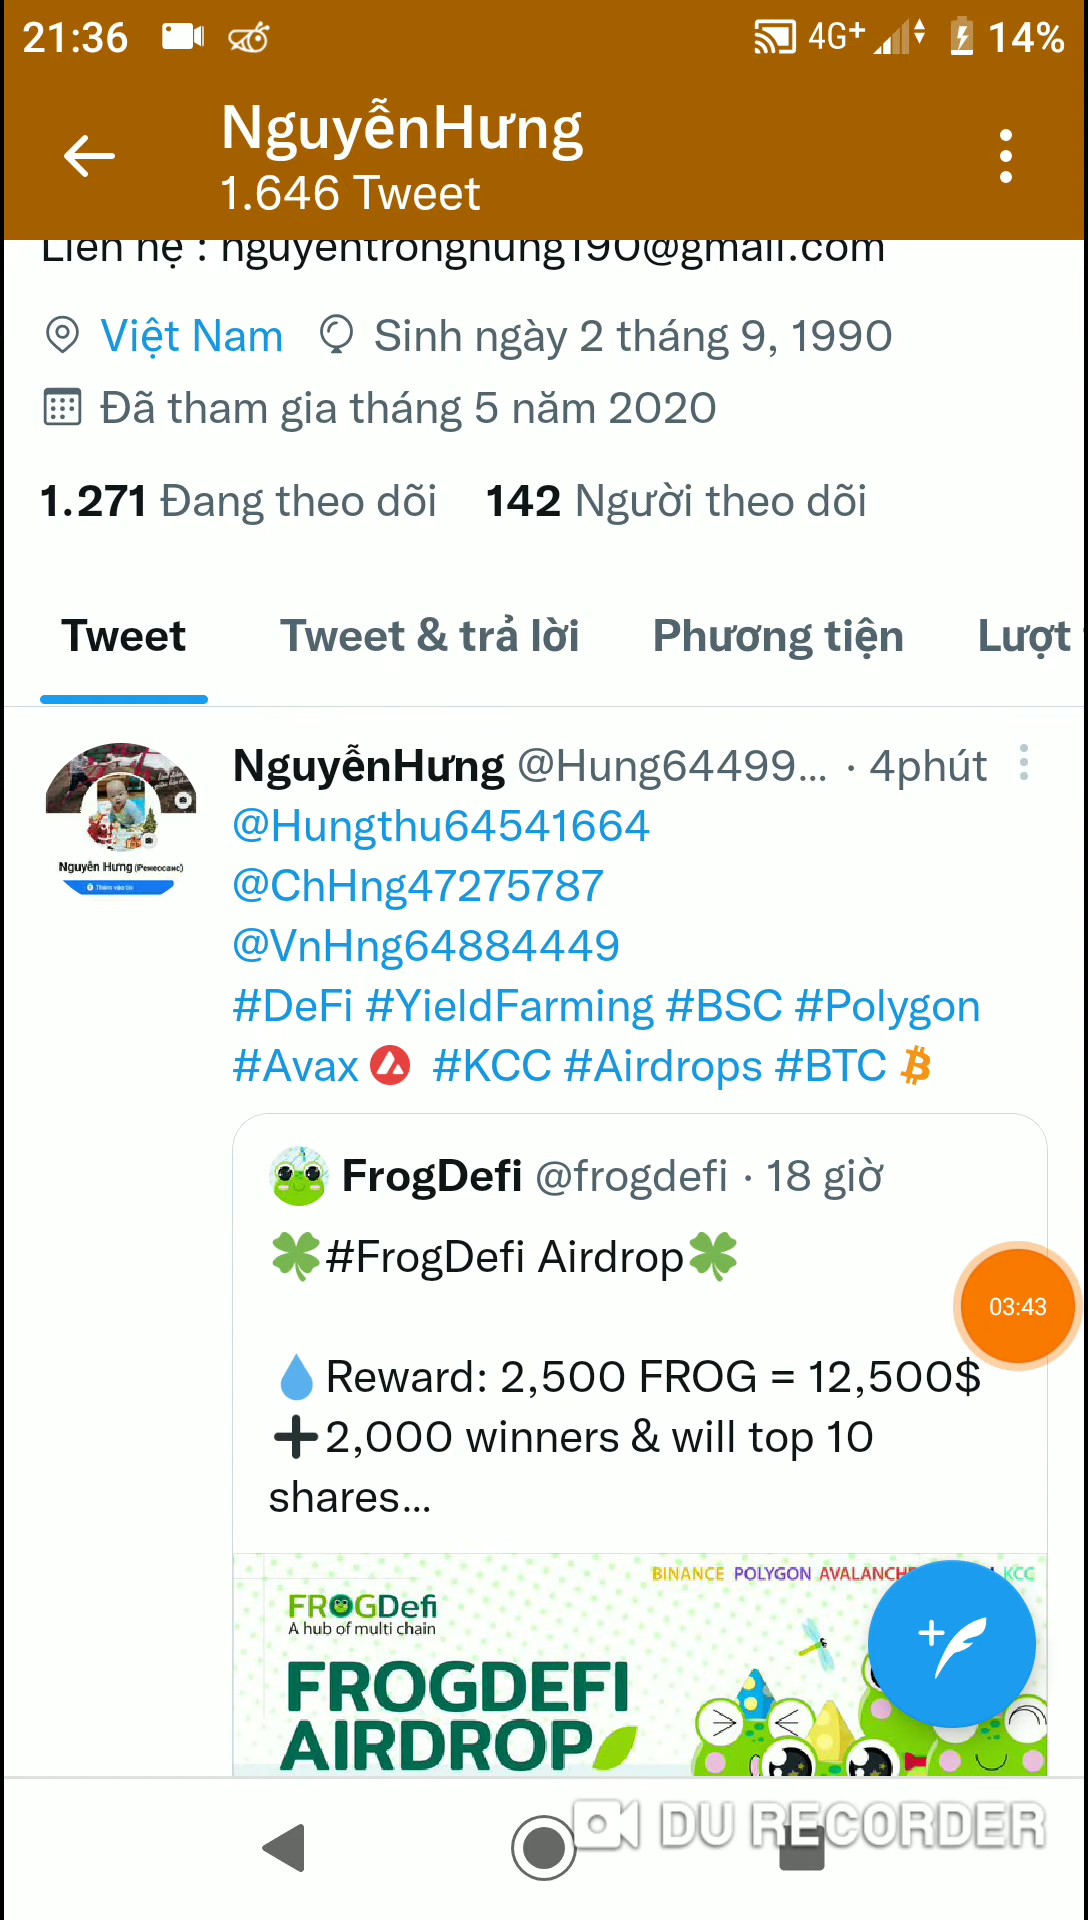 21:36 4G+ 14%
NguyễnHưng
1.646 Tweet
Liên hệ : nguyentronghung190@gmail.com
Việt Nam Sinh ngày 2 tháng 9, 1990
Đã tham gia tháng 5 năm 2020
1.271 Đang theo dõi 142 Người theo dõi
Tweet Tweet & trả lời Phương tiện Lượt
NguyễnHưng @Hung64499... · 4phút
@Hungthu64541664
@ChHng47275787
@VnHng64884449
#DeFi #YieldFarming #BSC #Polygon
#Avax #KCC #Airdrops #BTC
Nguyễn Hưng
FrogDefi @frogdefi · 18 giờ
🍀#FrogDefi Airdrop🍀
03:43
💧Reward: 2,500 FROG = 12,500$
➕2,000 winners & will top 10
shares...
BINANCE POLYGON AVALANCHE KCC
FROGDefi
A hub of multi chain
FROGDEFI
AIRDROP
DU RECORDER